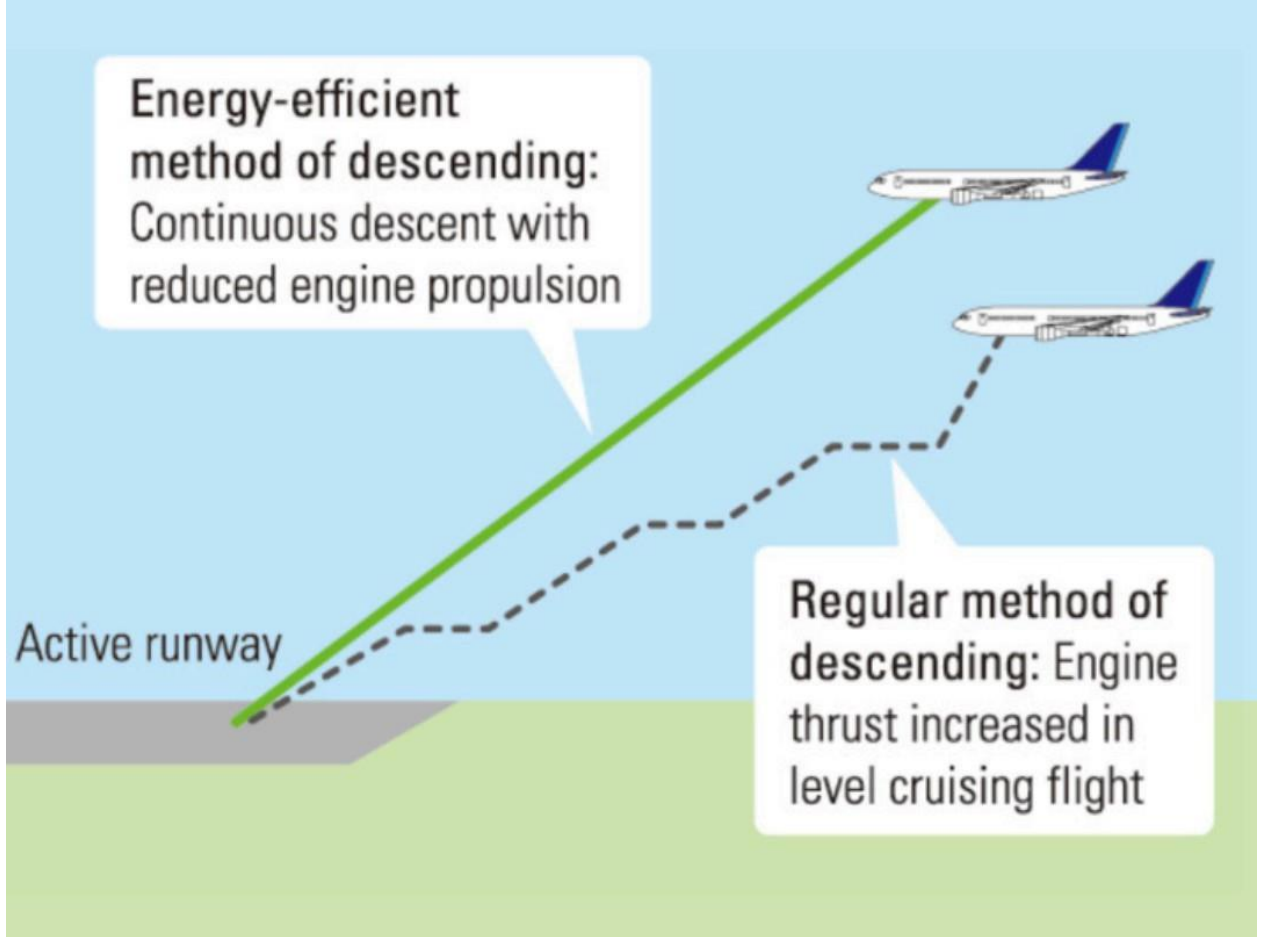 Energy-efficient
method of descending:
Continuous descent with
reduced engine propulsion
Active runway
Regular method of
descending: Engine
thrust increased in
level cruising flight